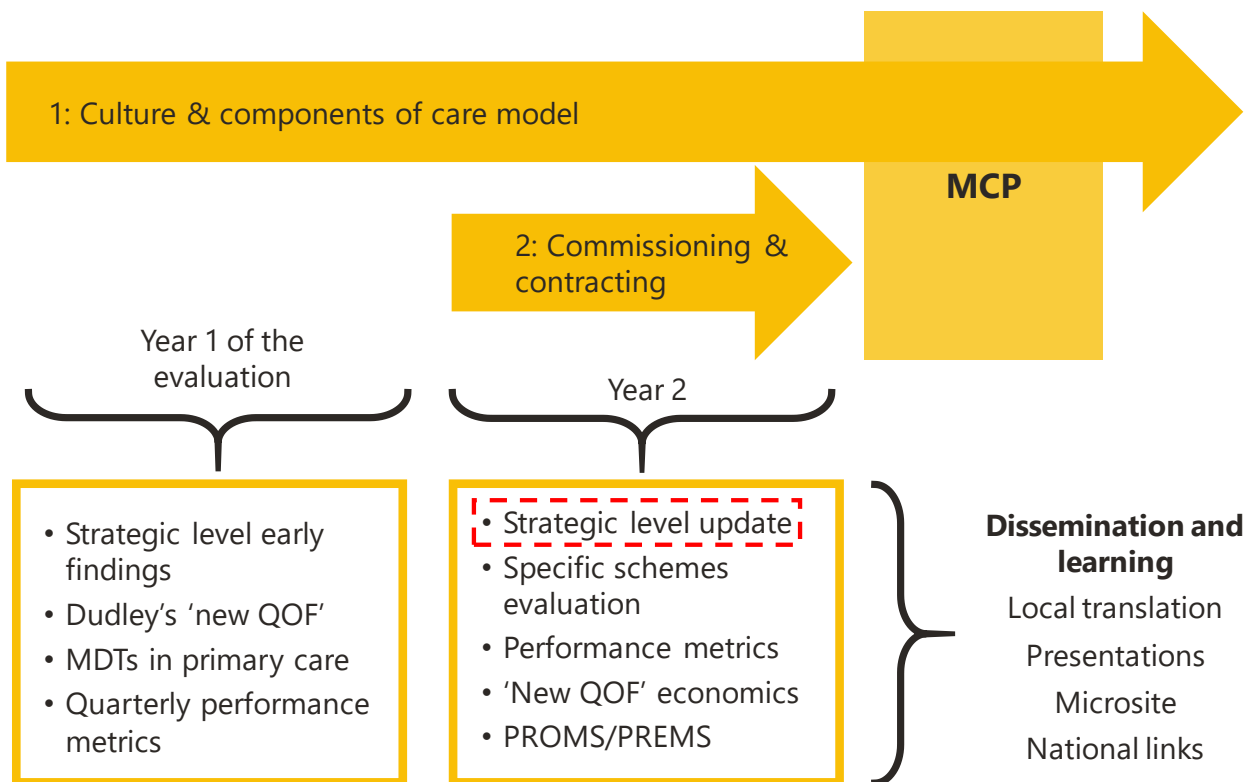 1: Culture & components of care model
MCP
2: Commissioning &
contracting
Year 1 of the
evaluation
Year 2
• Strategic level early
findings
• Dudley’s ‘new QOF’
• MDTs in primary care
• Quarterly performance
metrics
• Strategic level update
• Specific schemes
evaluation
• Performance metrics
• ‘New QOF’ economics
• PROMS/PREMS
Dissemination and
learning
Local translation
Presentations
Microsite
National links